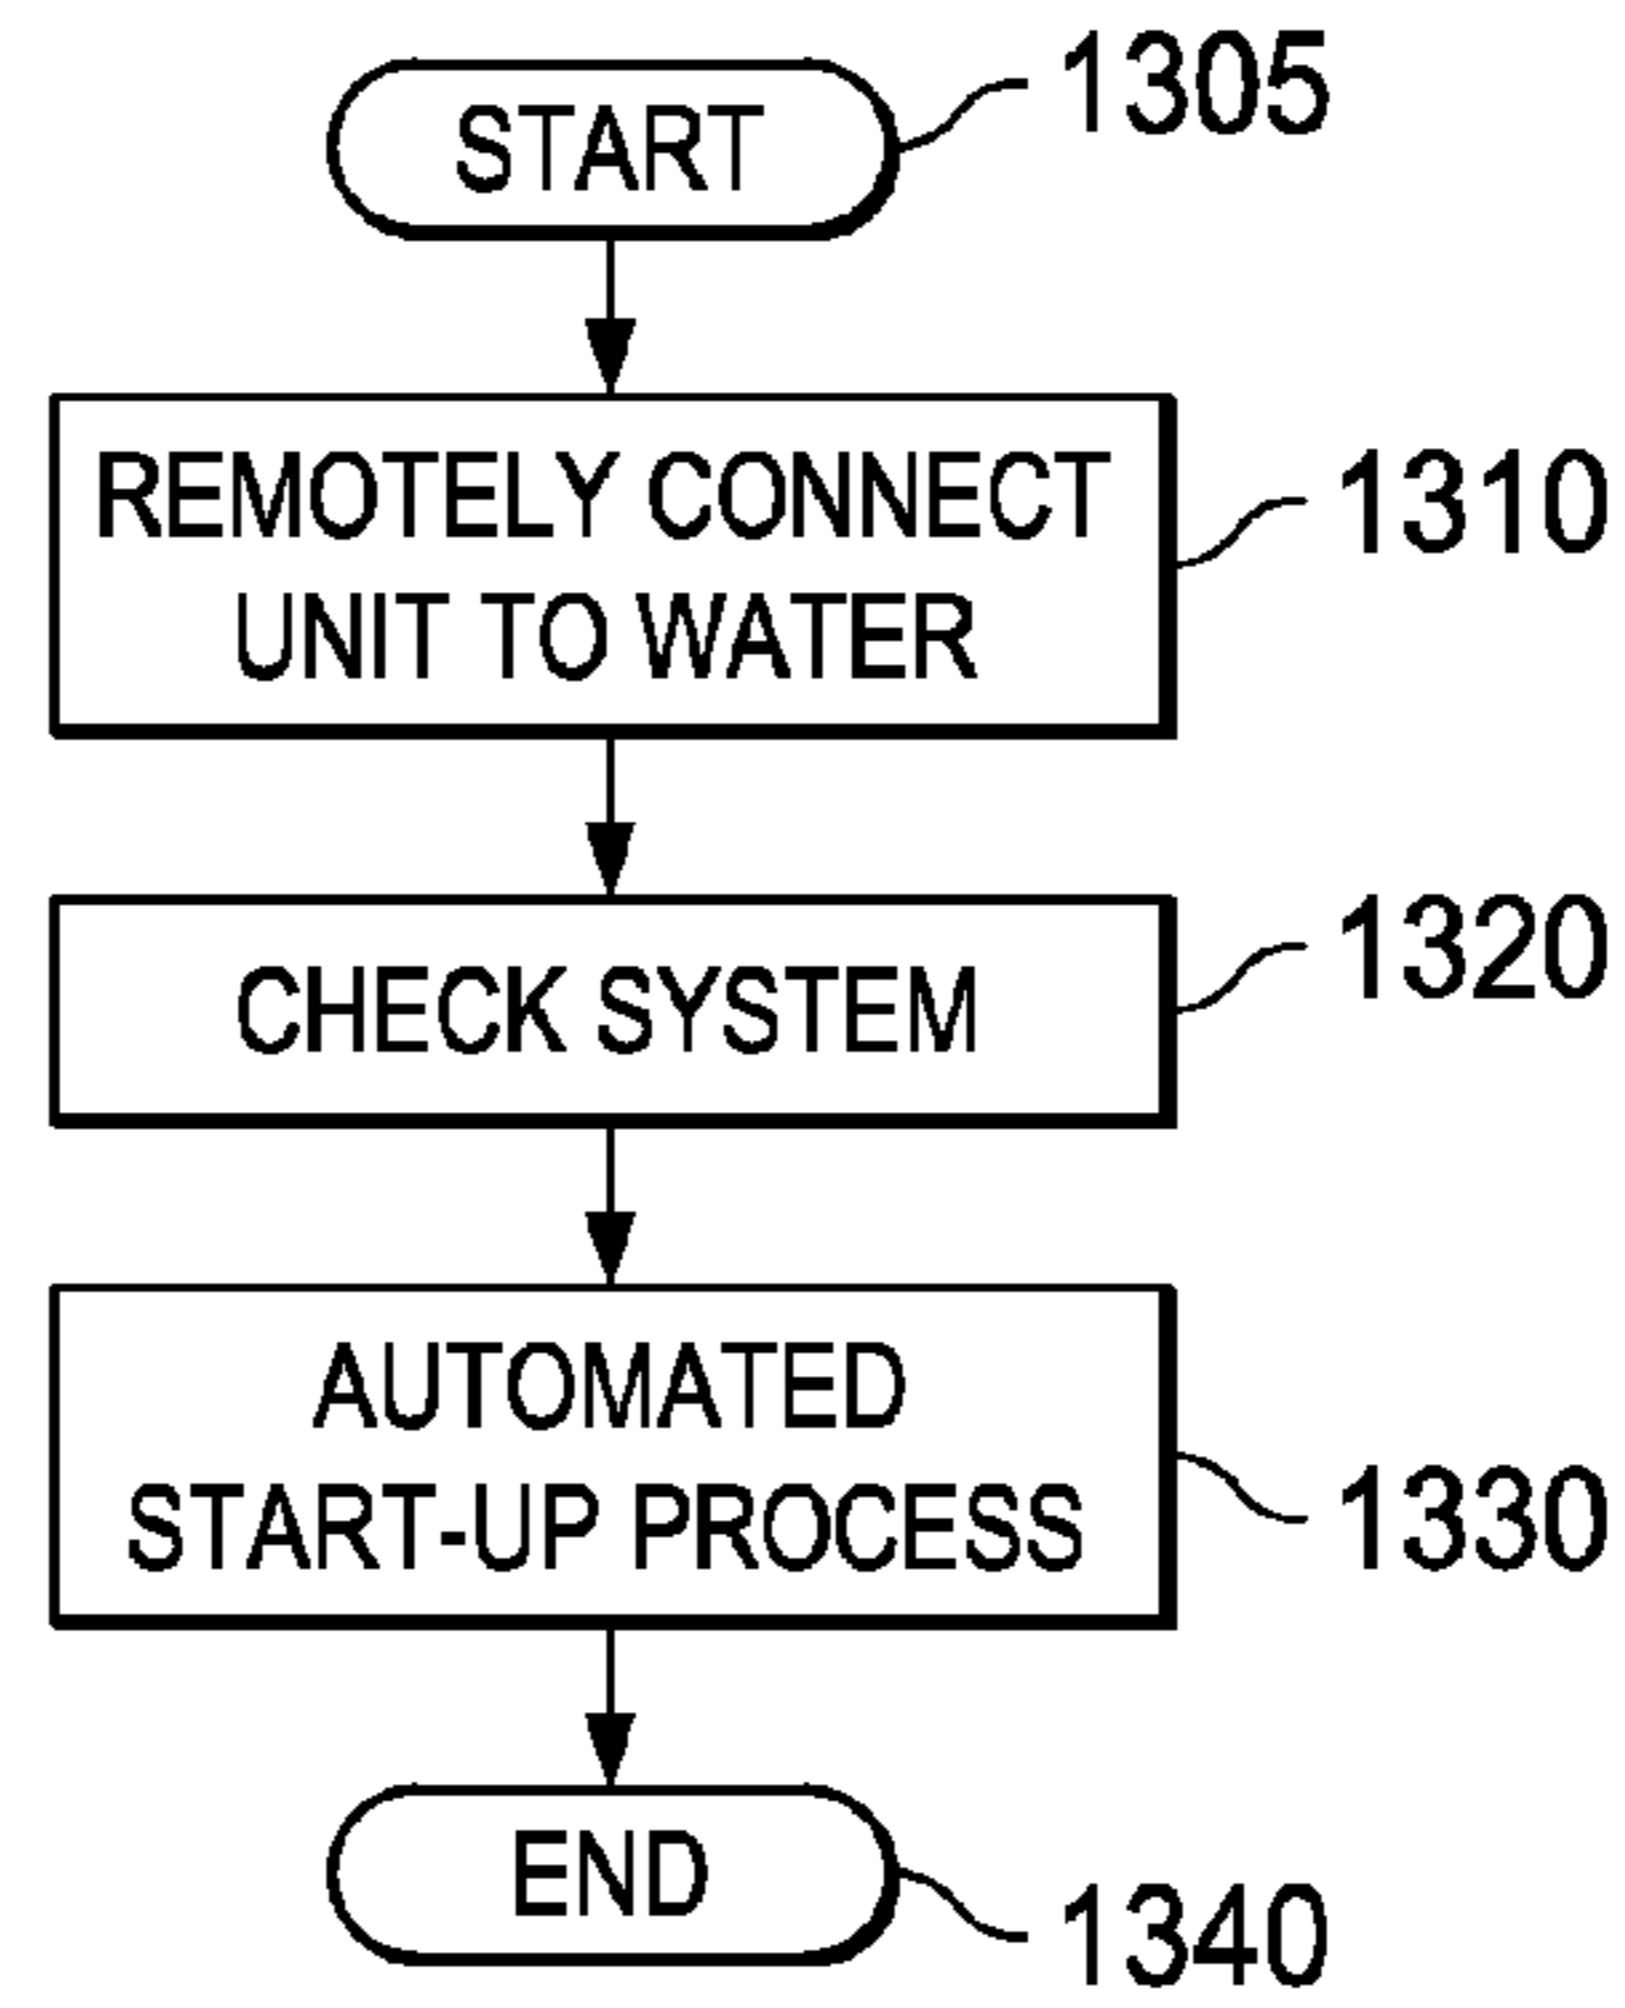 START
1305
REMOTELY CONNECT
UNIT TO WATER
1310
CHECK SYSTEM
1320
AUTOMATED
START-UP PROCESS
1330
END
1340